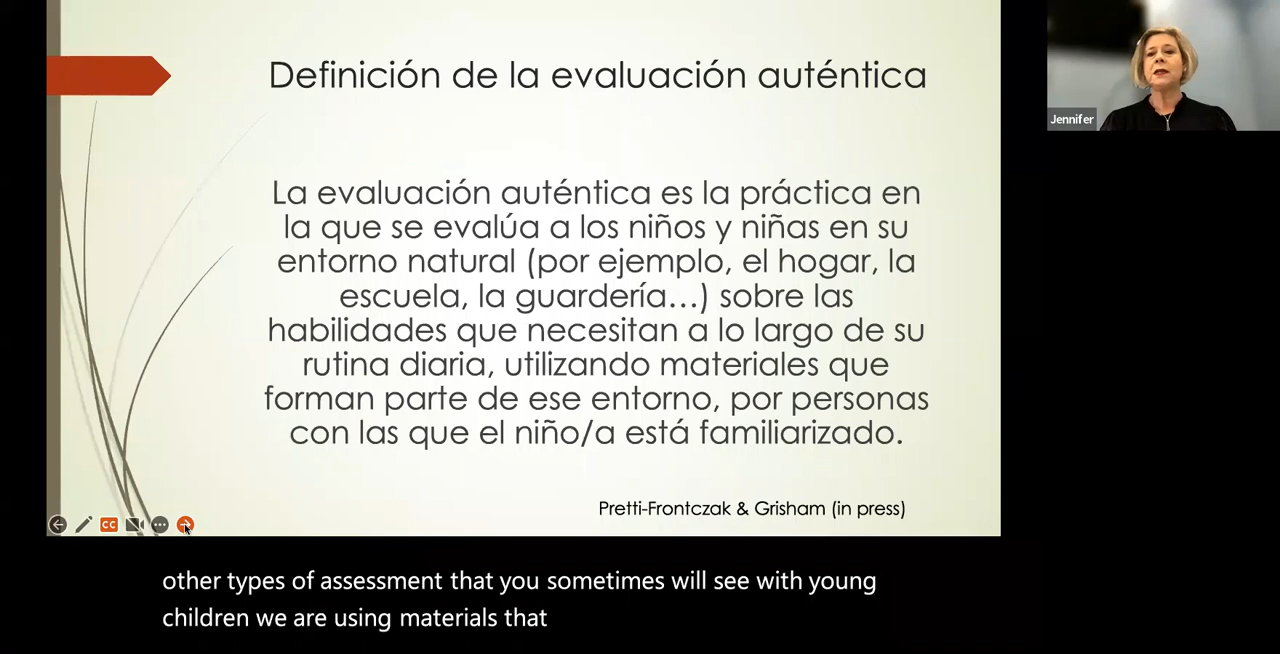 Definición de la evaluación auténtica
La evaluación auténtica es la práctica en
la que se evalúa a los niños y niñas en su
entorno natural (por ejemplo, el hogar, la
escuela, la guardería...) sobre las
habilidades que necesitan a lo largo de su
rutina diaria, utilizando materiales que
forman parte de ese entorno, por personas
con las que el niño/a está familiarizado.
Pretti-Frontczak & Grisham (in press)
CC
Jennifer
other types of assessment that you sometimes will see with young
children we are using materials that